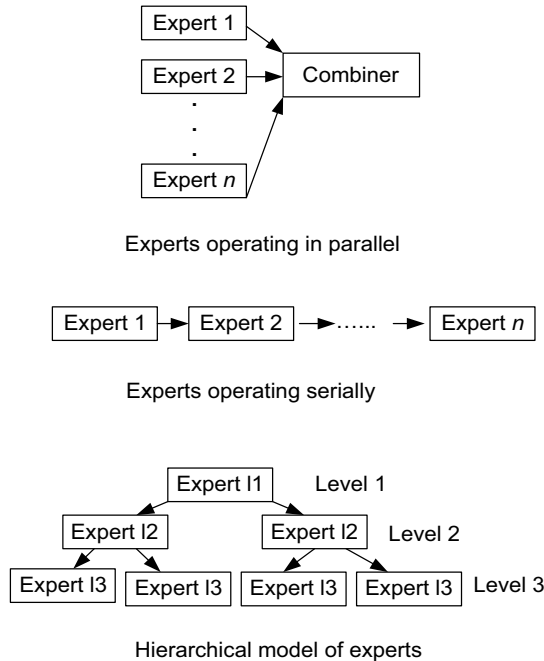 Expert 1
Expert 2
Combiner
.
.
.
Expert n
Experts operating in parallel
Expert 1
Expert 2
......
Expert n
Experts operating serially
Expert l1
Level 1
Expert l2
Expert l2
Level 2
Expert l3
Expert l3
Expert l3
Expert l3
Level 3
Hierarchical model of experts